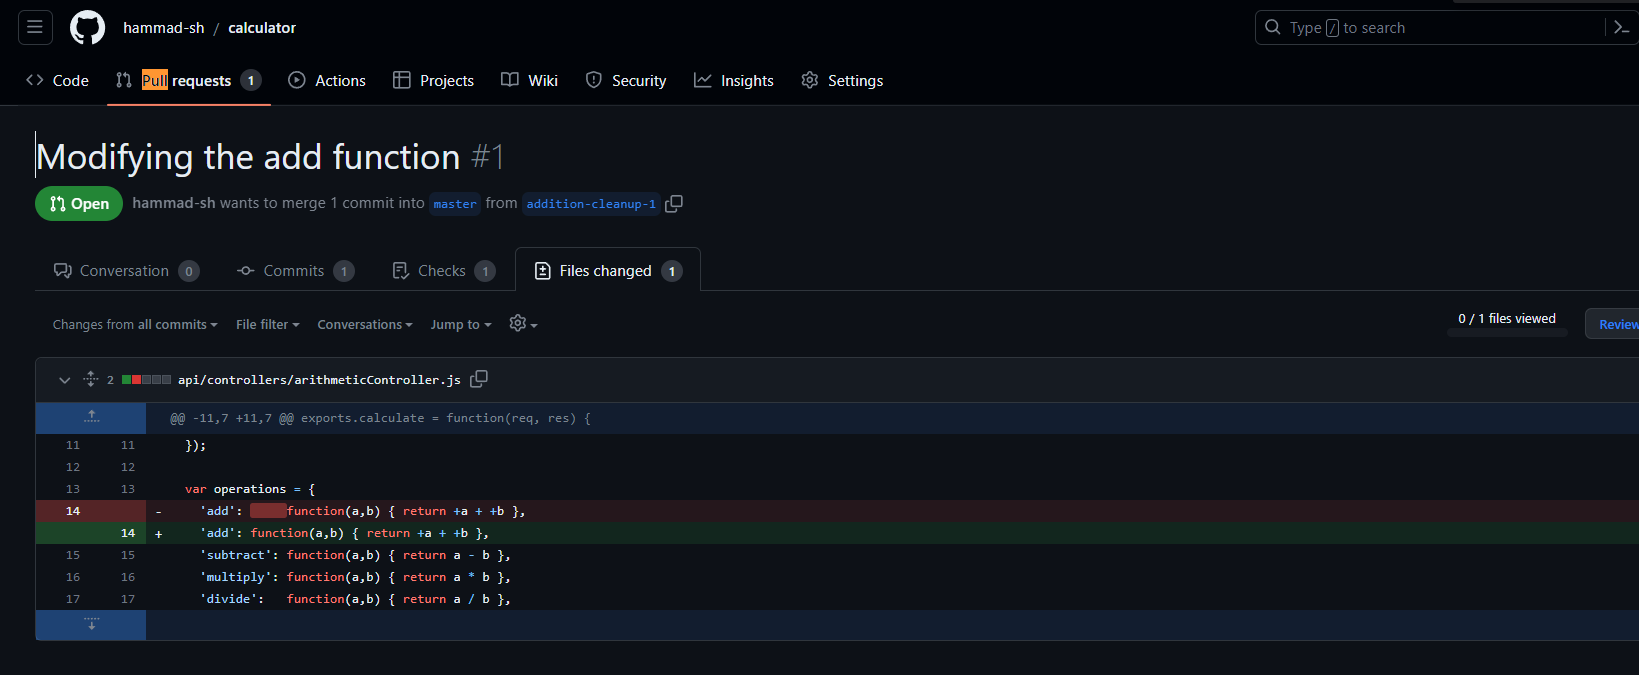 hammad-sh / calculator
Type / to search
Code Pull requests 1 Actions Projects Wiki Security Insights Settings
Modifying the add function #1
Open hammad-sh wants to merge 1 commit into master from addition-cleanup-1
Conversation 0 Commits 1 Checks 1 Files changed 1
Changes from all commits File filter Conversations Jump to 0 / 1 files viewed Review
2 api/controllers/arithmeticController.js
@@ -11,7 +11,7 @@ exports.calculate = function(req, res) {
11 11 });
12 12
13 13 var operations = {
14 - 'add':      function(a,b) { return +a + +b },
14 + 'add': function(a,b) { return +a + +b },
15 15 'subtract': function(a,b) { return a - b },
16 16 'multiply': function(a,b) { return a * b },
17 17 'divide':   function(a,b) { return a / b },